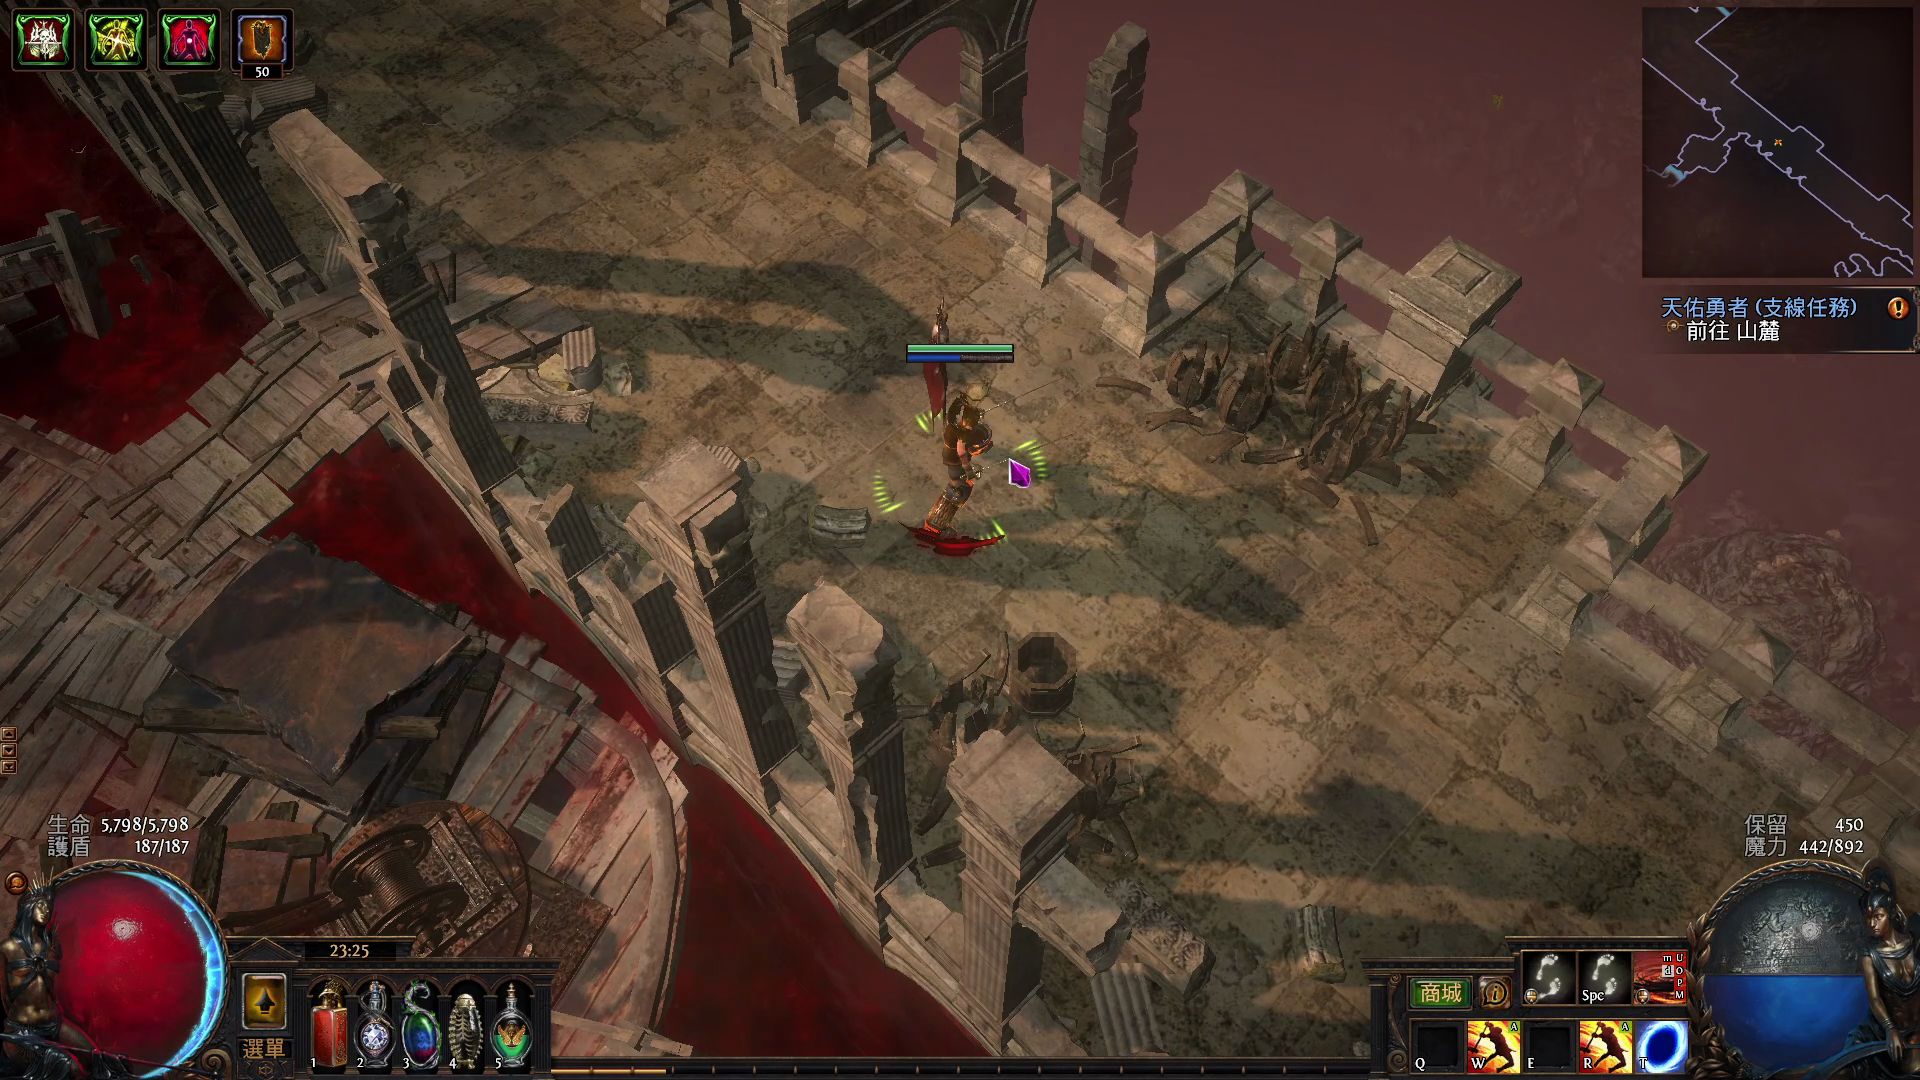 50
天佑勇者 (支線任務)
前往 山麓
生命 5,798/5,798
護盾 187/187
保留 450
魔力 442/892
23:25
選單
1
2
3
4
5
商城
Spc
m U
d O
P
M
Q
W A
E
R A
T